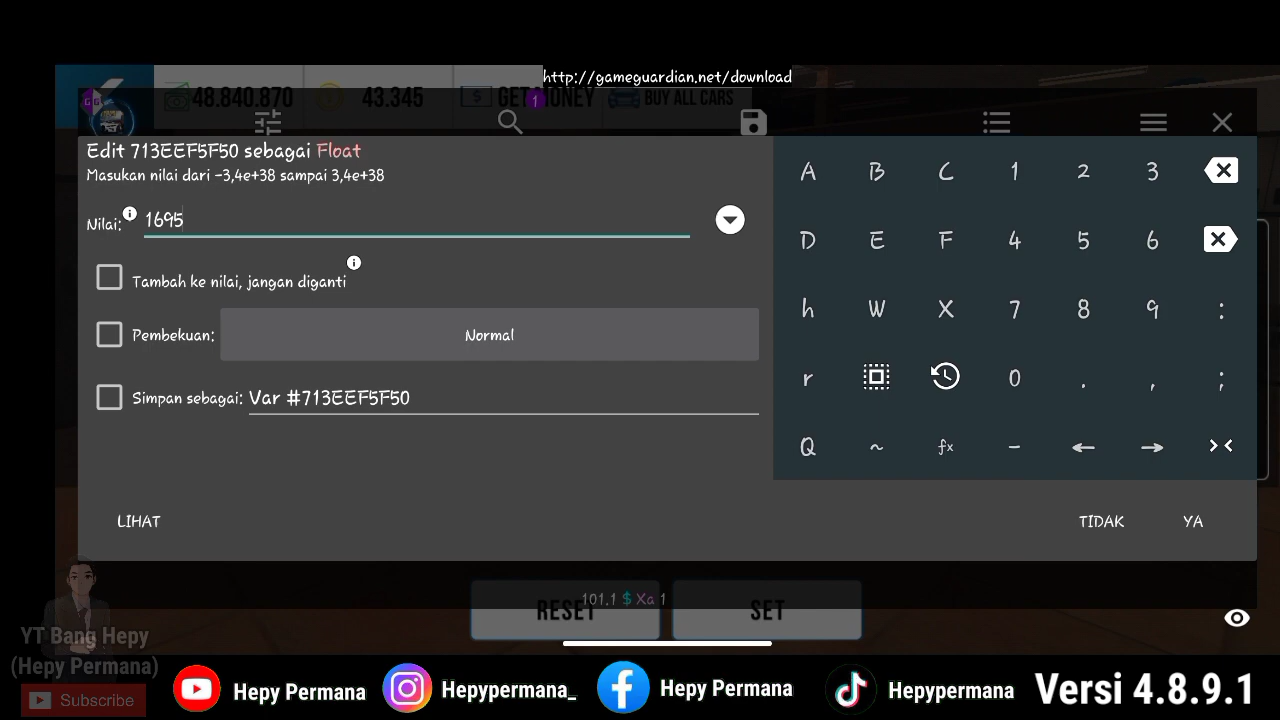 http://gameguardian.net/download
48.840.870
43.345
GET MONEY
1
BUY ALL CARS
Edit 713EEF5F50 sebagai Float
Masukan nilai dari -3,4e+38 sampai 3,4e+38
Nilai: 1695
Tambah ke nilai, jangan diganti
Pembekuan: Normal
Simpan sebagai: Var #713EEF5F50
LIHAT
TIDAK
YA
A B C 1 2 3
D E F 4 5 6
h W X 7 8 9 :
r 0 . , ;
Q ~ fx - ← → ><
101.1 $ Xa 1
RESET
SET
YT Bang Hepy
(Hepy Permana)
Subscribe
Hepy Permana
Hepypermana_
Hepy Permana
Hepypermana
Versi 4.8.9.1